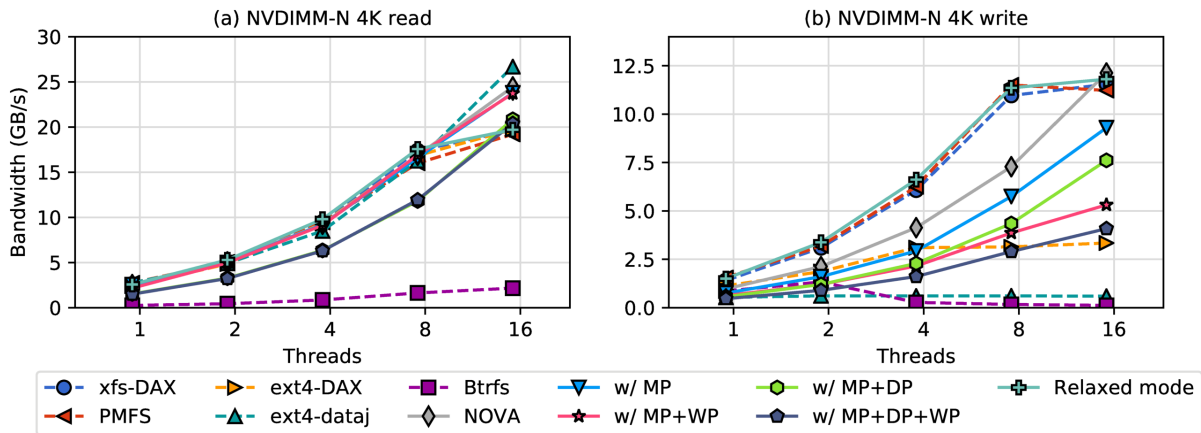 (a) NVDIMM-N 4K read
(b) NVDIMM-N 4K write
Bandwidth (GB/s)
30
25
20
15
10
5
0
1 2 4 8 16
Threads
12.5
10.0
7.5
5.0
2.5
0.0
1 2 4 8 16
Threads
xfs-DAX ext4-DAX Btrfs w/ MP w/ MP+DP Relaxed mode
PMFS ext4-dataj NOVA w/ MP+WP w/ MP+DP+WP